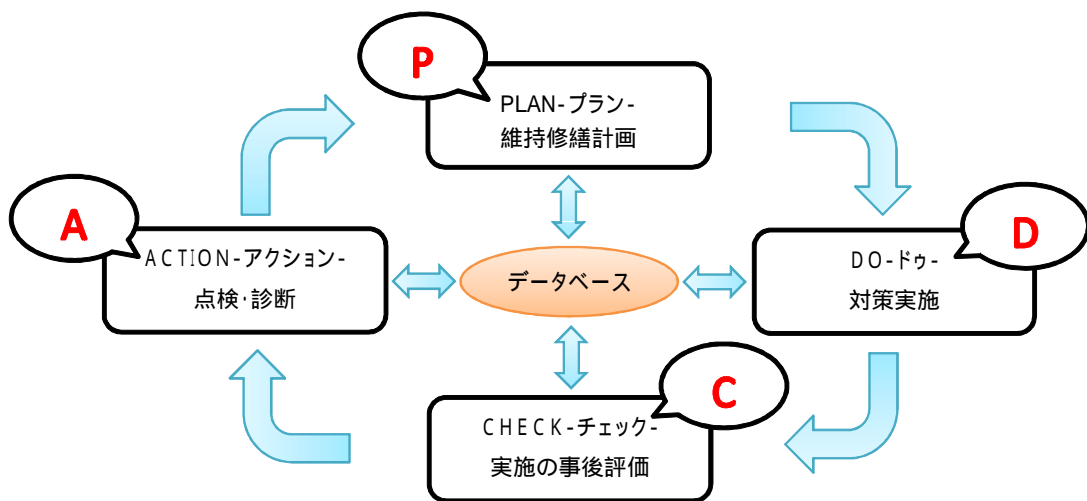 P
PLAN-プラン-
維持修繕計画
A
ACTION-アクション-
点検・診断
データベース
D
DO-ドゥ-
対策実施
C
CHECK-チェック-
実施の事後評価